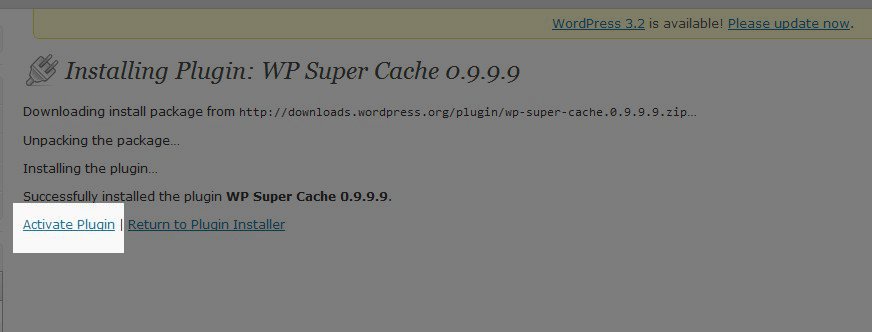 WordPress 3.2 is available! Please update now.
Installing Plugin: WP Super Cache 0.9.9.9
Downloading install package from http://downloads.wordpress.org/plugin/wp-super-cache.0.9.9.9.zip…
Unpacking the package…
Installing the plugin…
Successfully installed the plugin WP Super Cache 0.9.9.9.
Activate Plugin | Return to Plugin Installer